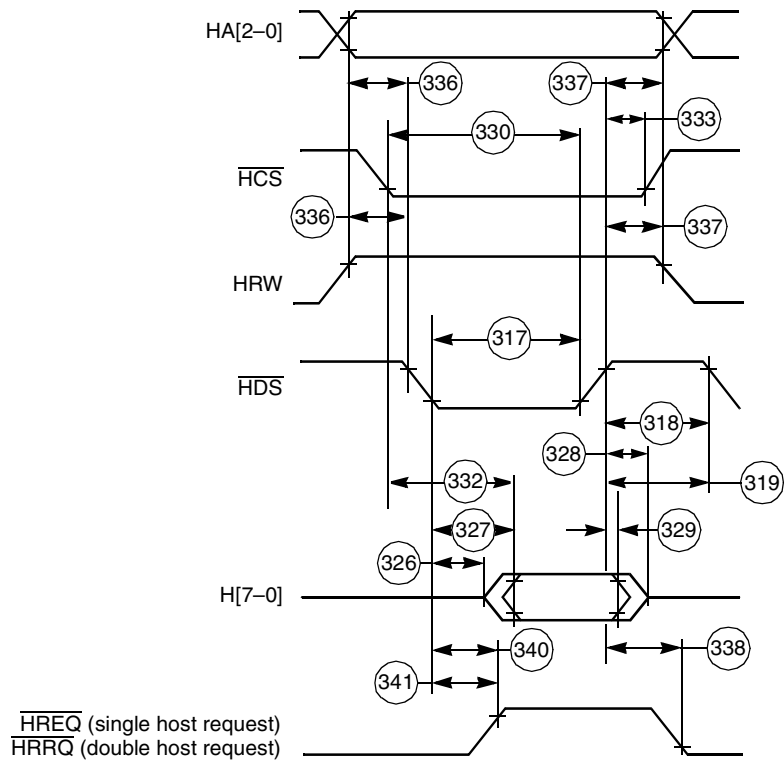 HA[2–0]
336
337
333
330
HCS
336
337
HRW
317
HDS
318
328
332
319
327
329
326
H[7–0]
340
338
341
HREQ (single host request)
HRRQ (double host request)